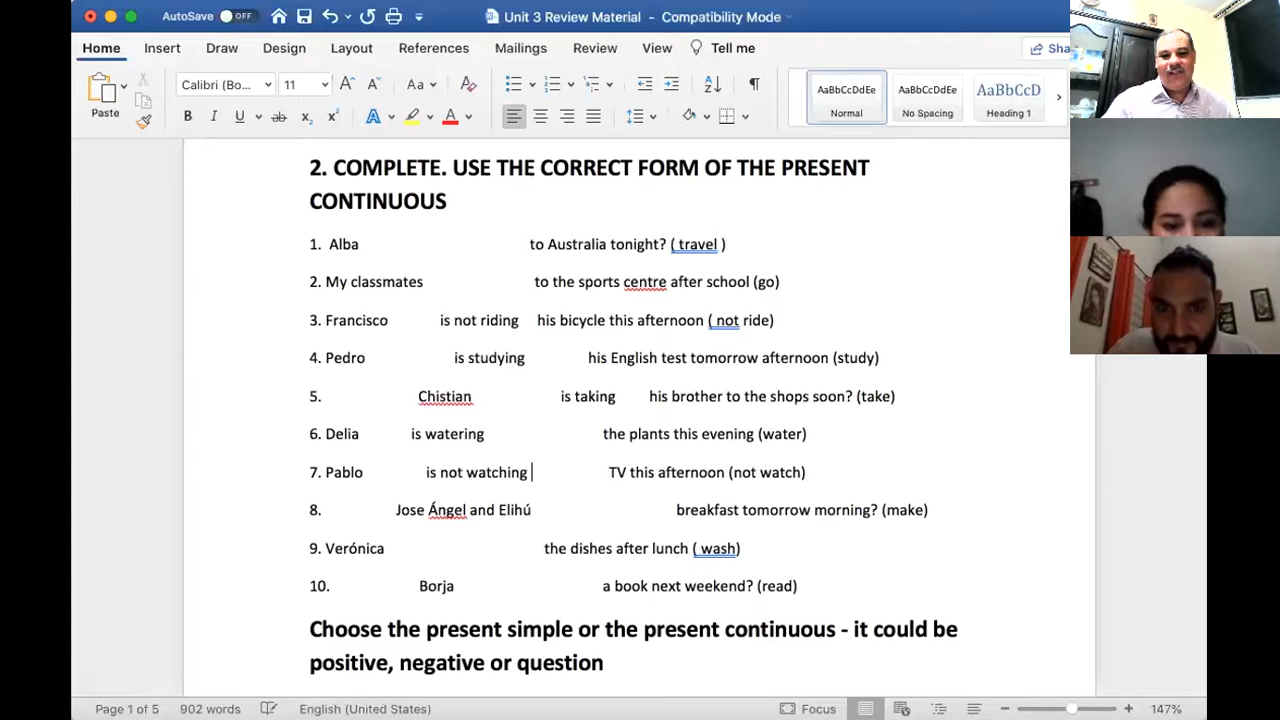 AutoSave OFF
Unit 3 Review Material - Compatibility Mode
Home Insert Draw Design Layout References Mailings Review View Tell me Sha
Paste
Calibri (Bo... 11
AaBbCcDdEe AaBbCcDdEe AaBbCcD
Normal No Spacing Heading 1
2. COMPLETE. USE THE CORRECT FORM OF THE PRESENT
CONTINUOUS
1. Alba to Australia tonight? ( travel )
2. My classmates to the sports centre after school (go)
3. Francisco is not riding his bicycle this afternoon ( not ride)
4. Pedro is studying his English test tomorrow afternoon (study)
5. Chistian is taking his brother to the shops soon? (take)
6. Delia is watering the plants this evening (water)
7. Pablo is not watching TV this afternoon (not watch)
8. Jose Ángel and Elihú breakfast tomorrow morning? (make)
9. Verónica the dishes after lunch ( wash)
10. Borja a book next weekend? (read)
Choose the present simple or the present continuous - it could be
positive, negative or question
Page 1 of 5 902 words English (United States) Focus 147%